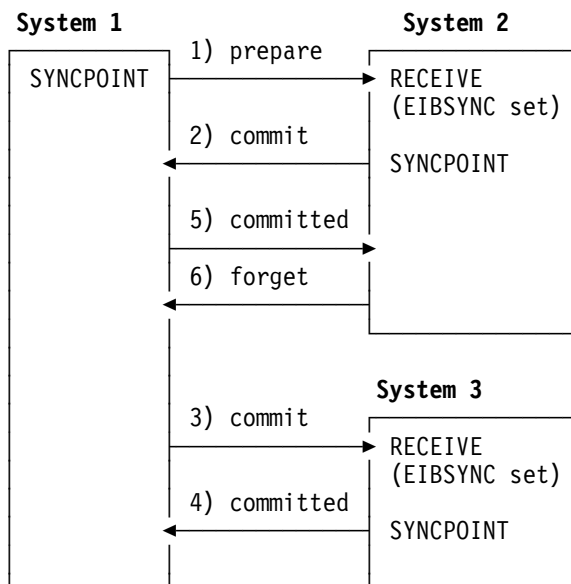 System 1
System 2
SYNCPOINT
1) prepare
RECEIVE
(EIBSYNC set)
2) commit
SYNCPOINT
5) committed
6) forget
System 3
3) commit
RECEIVE
(EIBSYNC set)
4) committed
SYNCPOINT